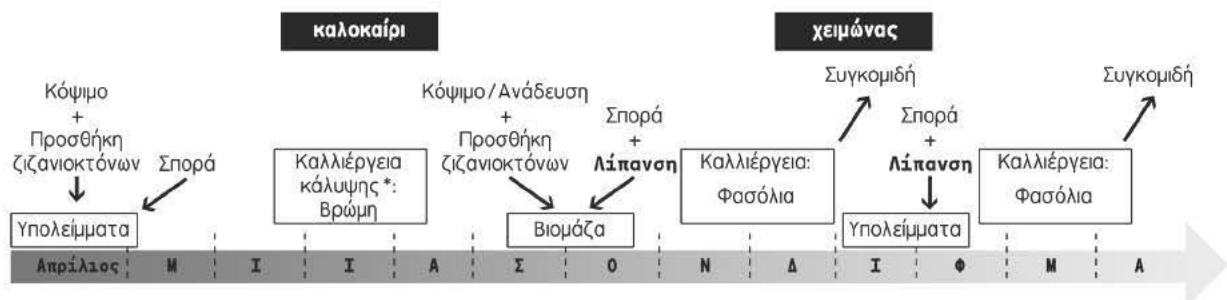 καλοκαίρι
χειμώνας
Κόψιμο
+
Προσθήκη
ζιζανιοκτόνων
Σπορά
Υπολείμματα
Καλλιέργεια
κάλυψης *:
Βρώμη
Κόψιμο/Ανάδευση
+
Προσθήκη
ζιζανιοκτόνων
Σπορά
+
Λίπανση
Βιομάζα
Καλλιέργεια:
Φασόλια
Συγκομιδή
Σπορά
+
Λίπανση
Υπολείμματα
Καλλιέργεια:
Φασόλια
Συγκομιδή
Απρίλιος Μ Ι Ι Α Σ Ο Ν Δ Ι Φ Μ Α